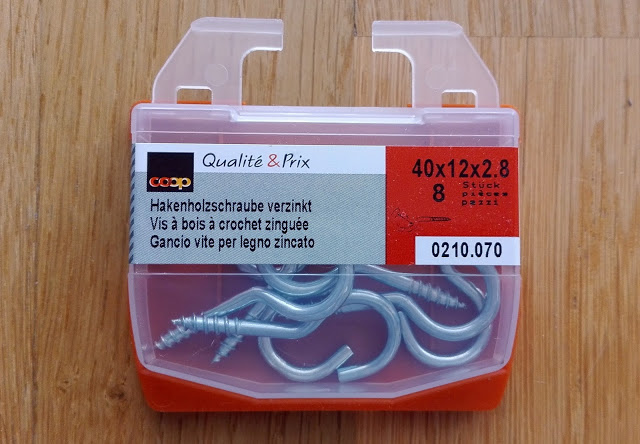 coop
Qualité & Prix
Hakenholzschraube verzinkt
Vis à bois à crochet zinguée
Gancio vite per legno zincato
40x12x2.8
8 Stück
pièces
pezzi
0210.070